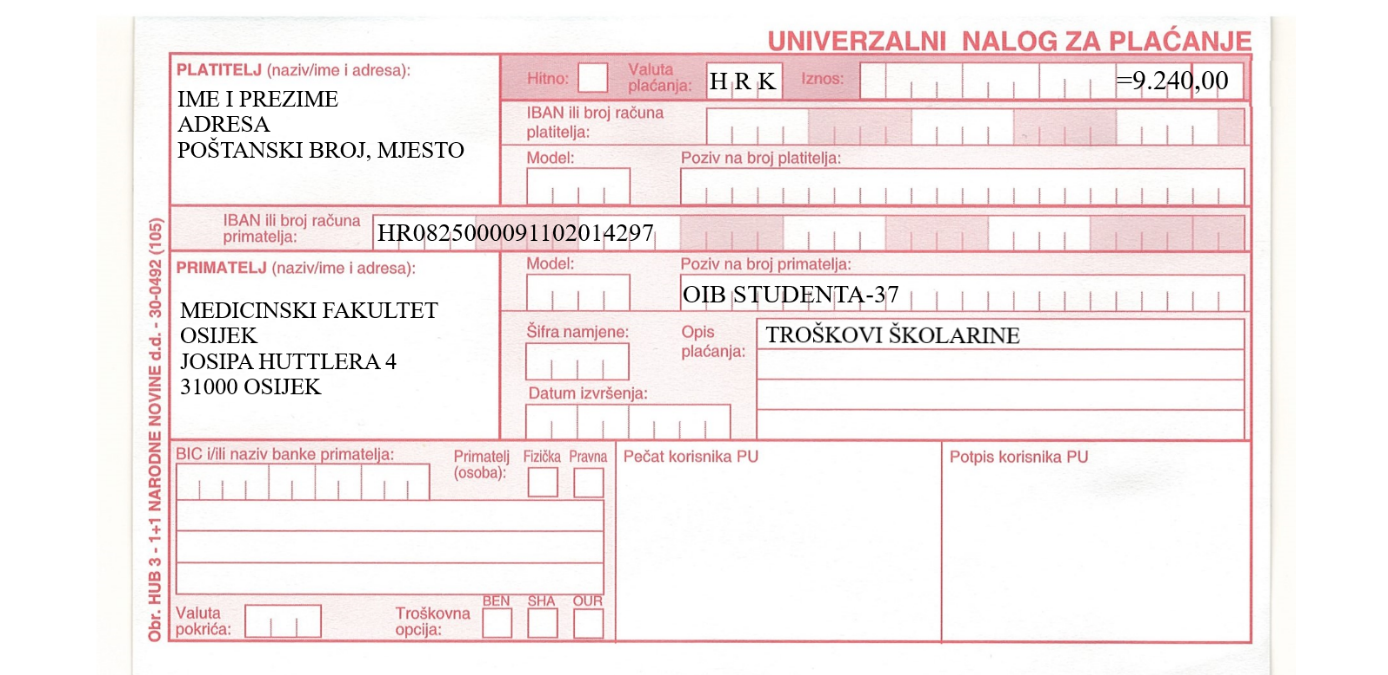 UNIVERZALNI NALOG ZA PLAĆANJE
PLATITELJ (naziv/ime i adresa):
IME I PREZIME
ADRESA
POŠTANSKI BROJ, MJESTO
Hitno:
Valuta plaćanja:
HRK
Iznos:
=9.240,00
IBAN ili broj računa
platitelja:
Model:
Poziv na broj platitelja:
IBAN ili broj računa
primatelja:
HR0825000091102014297
PRIMATELJ (naziv/ime i adresa):
MEDICINSKI FAKULTET
OSIJEK
JOSIPA HUTTLERA 4
31000 OSIJEK
Model:
Poziv na broj primatelja:
OIB STUDENTA-37
Šifra namjene:
Opis
plaćanja:
TROŠKOVI ŠKOLARINE
Datum izvršenja:
BIC i/ili naziv banke primatelja:
Primatelj
(osoba):
Fizička
Pravna
Pečat korisnika PU
Potpis korisnika PU
Valuta
pokrića:
Troškovna
opcija:
BEN
SHA
OUR
Obr. HUB 3 - 1+1 NARODNE NOVINE d.d. - 30-0492 (105)